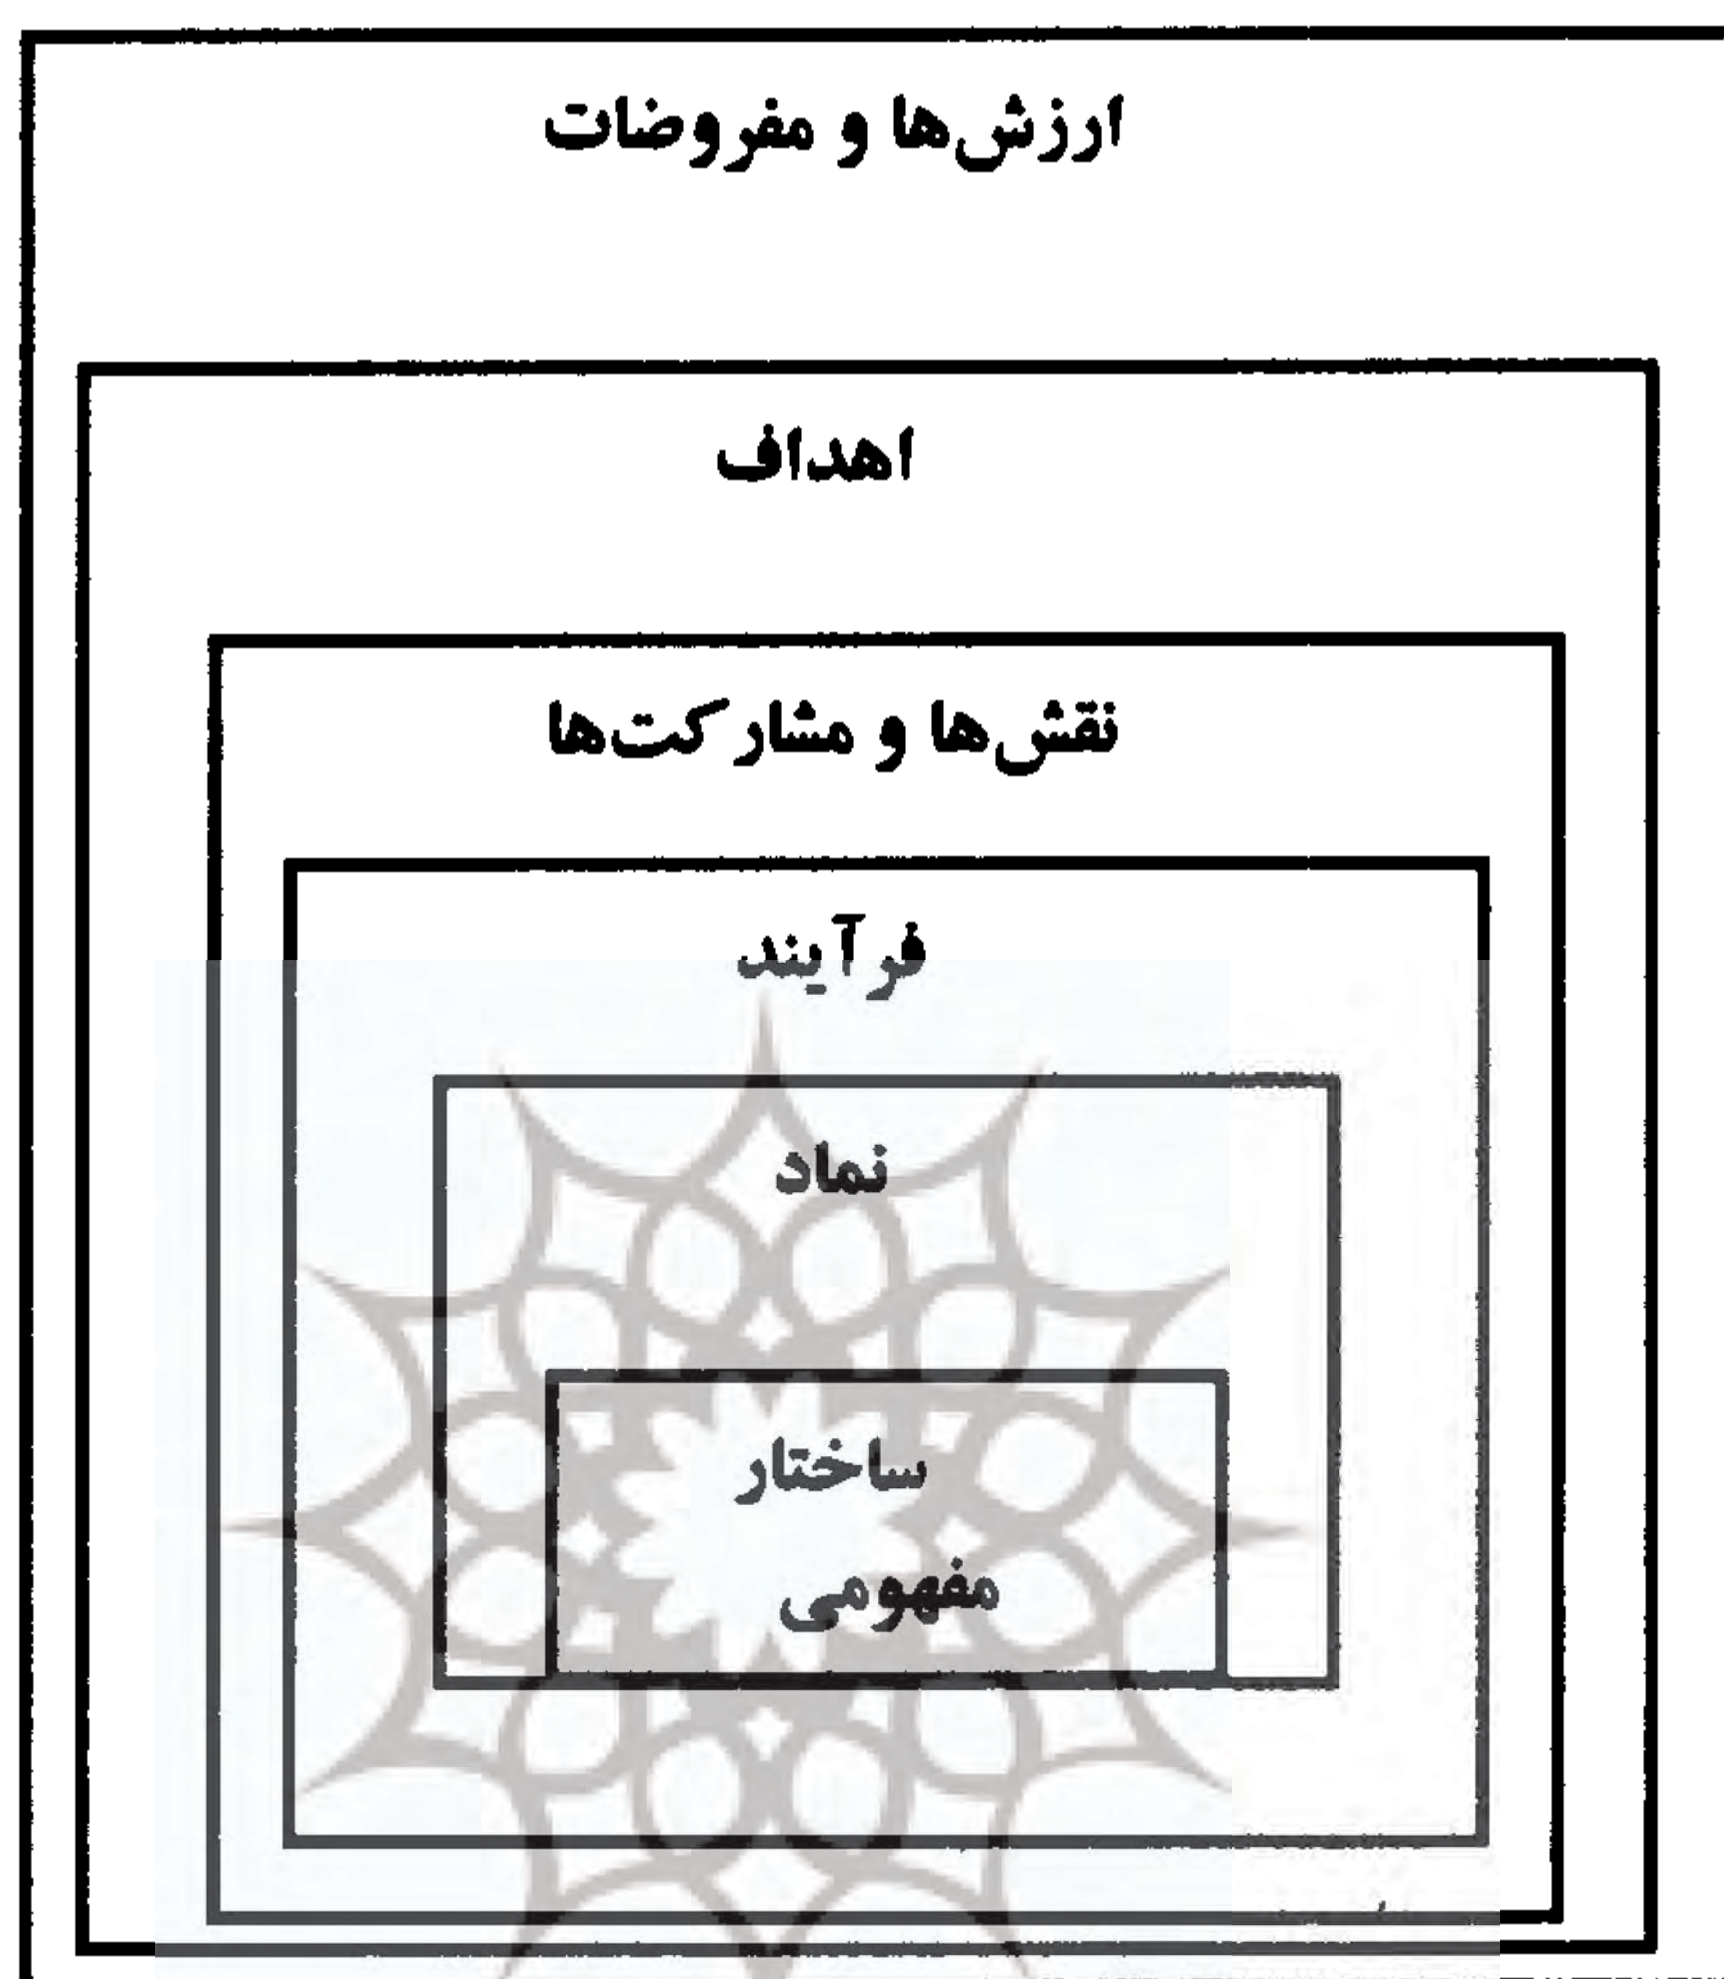 ارزش‌ها و مفروضات
اهداف
نقش‌ها و مشارکت‌ها
فرآیند
نماد
ساختار
مفهومی